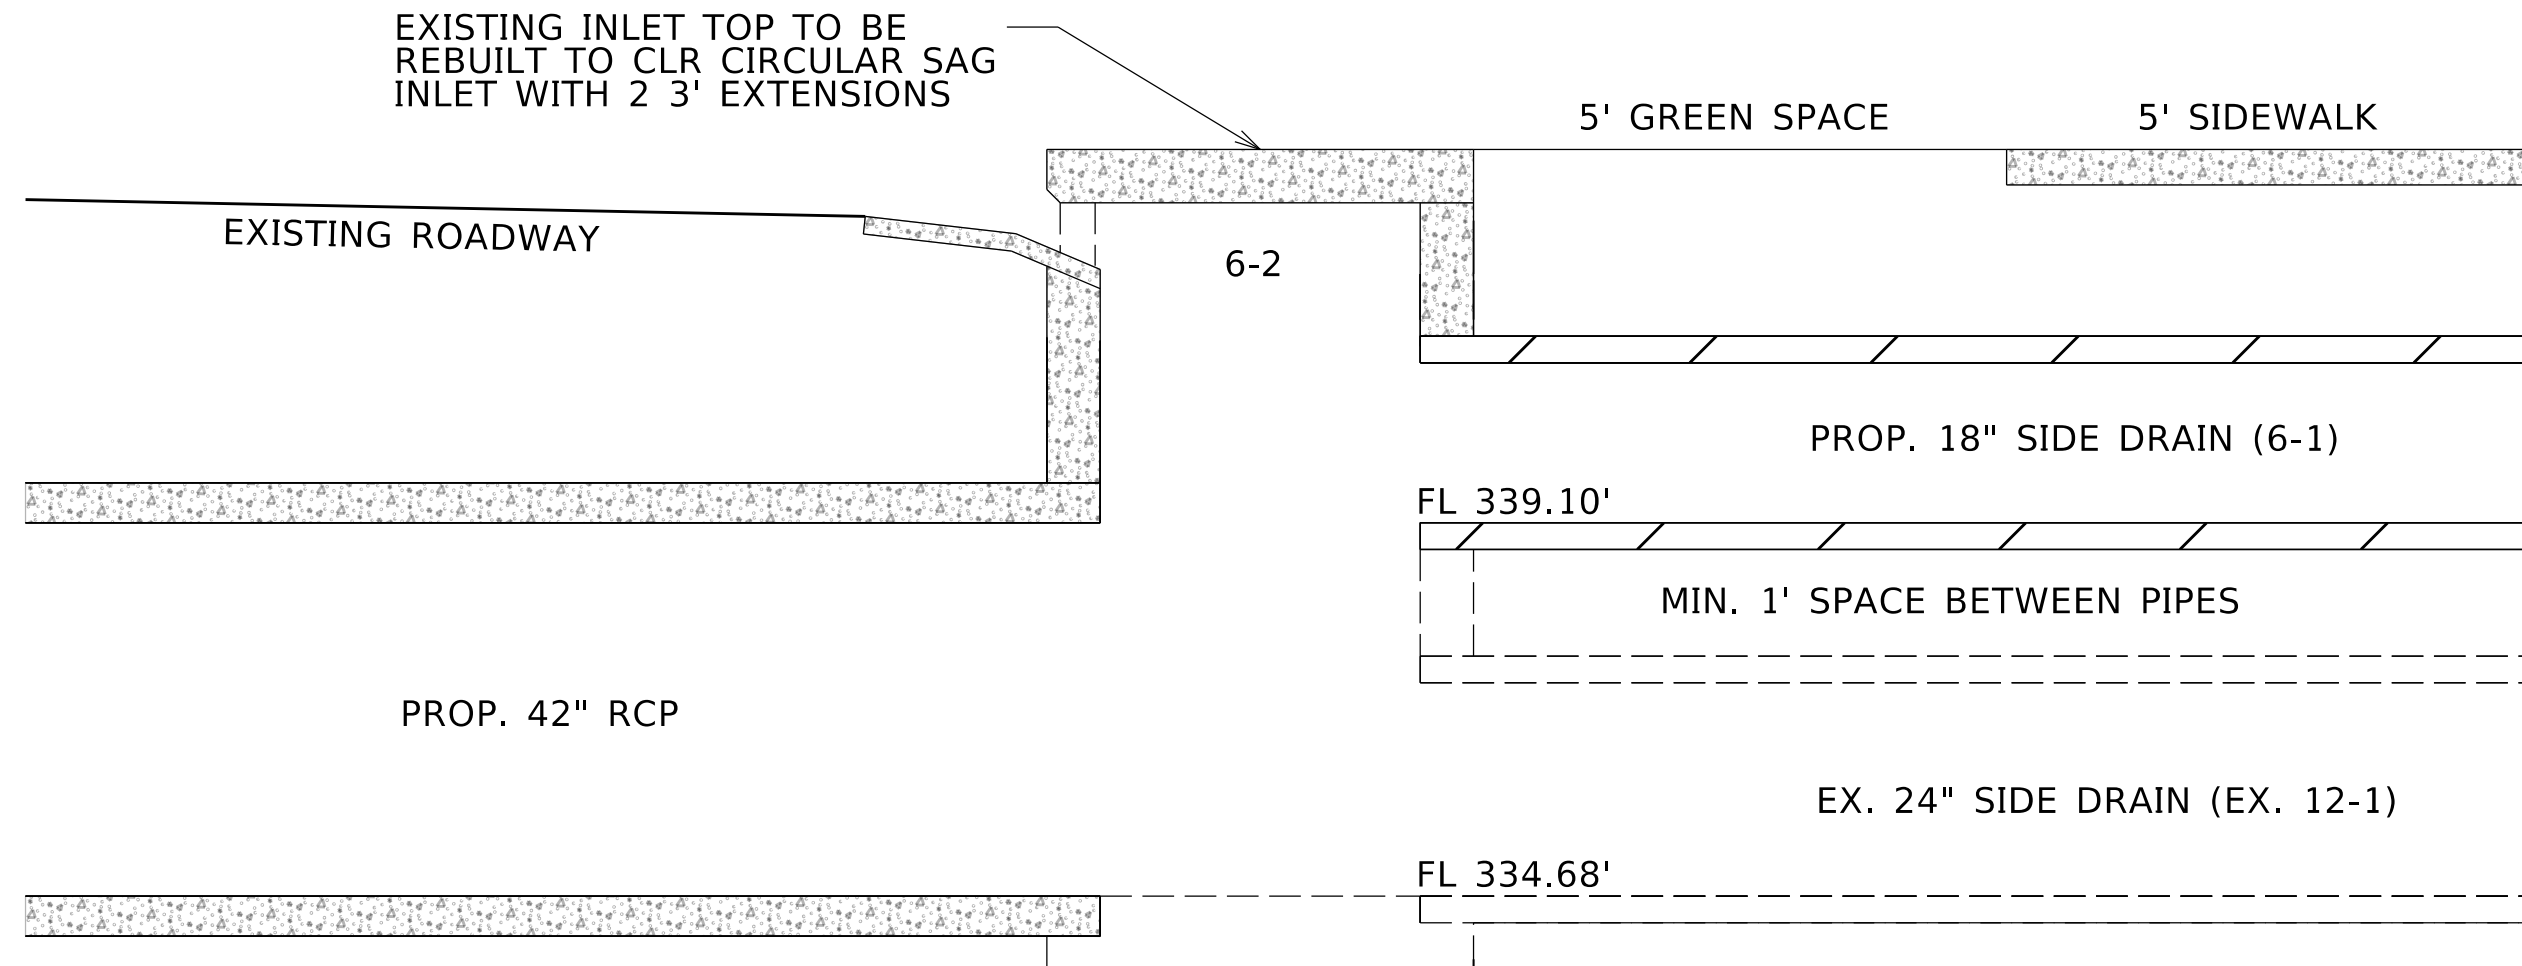 EXISTING INLET TOP TO BE
REBUILT TO CLR CIRCULAR SAG
INLET WITH 2 3' EXTENSIONS
5' GREEN SPACE
5' SIDEWALK
EXISTING ROADWAY
6-2
PROP. 18" SIDE DRAIN (6-1)
FL 339.10'
MIN. 1' SPACE BETWEEN PIPES
PROP. 42" RCP
EX. 24" SIDE DRAIN (EX. 12-1)
FL 334.68'